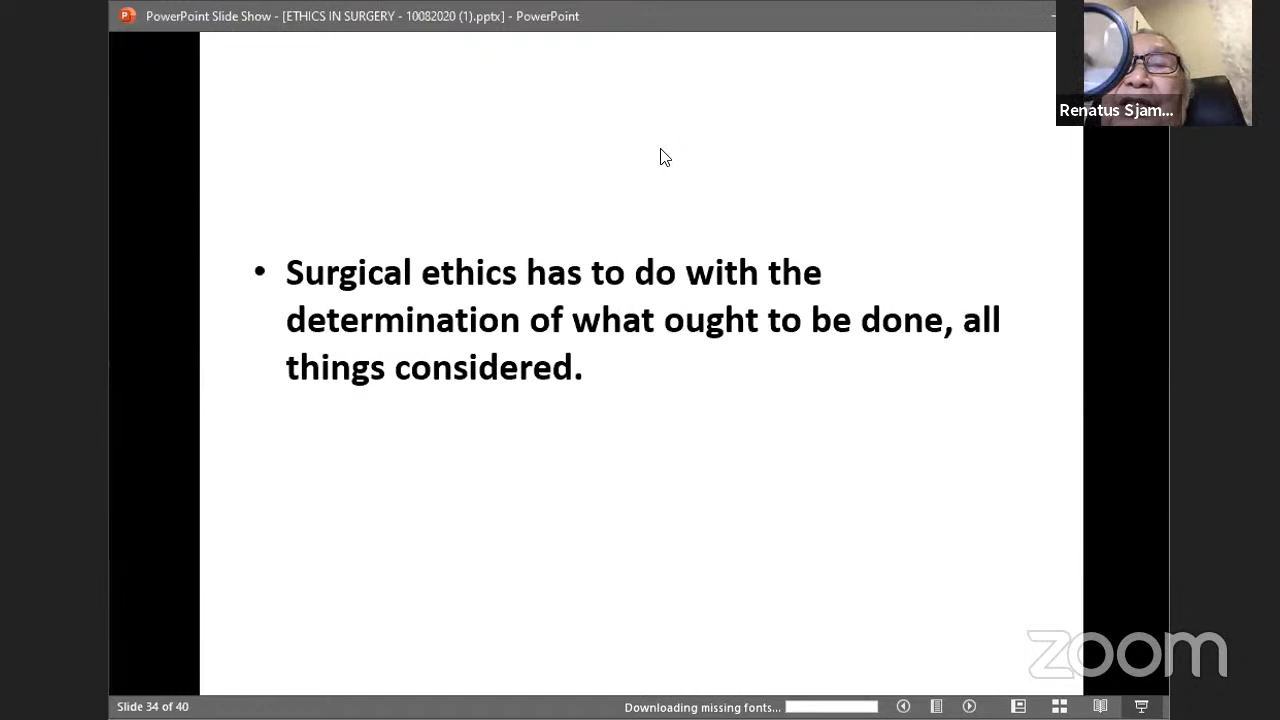 PowerPoint Slide Show - [ETHICS IN SURGERY - 10082020 (1).pptx] - PowerPoint
Renatus Sjam...
• Surgical ethics has to do with the
determination of what ought to be done, all
things considered.
zoom
Slide 34 of 40
Downloading missing fonts...